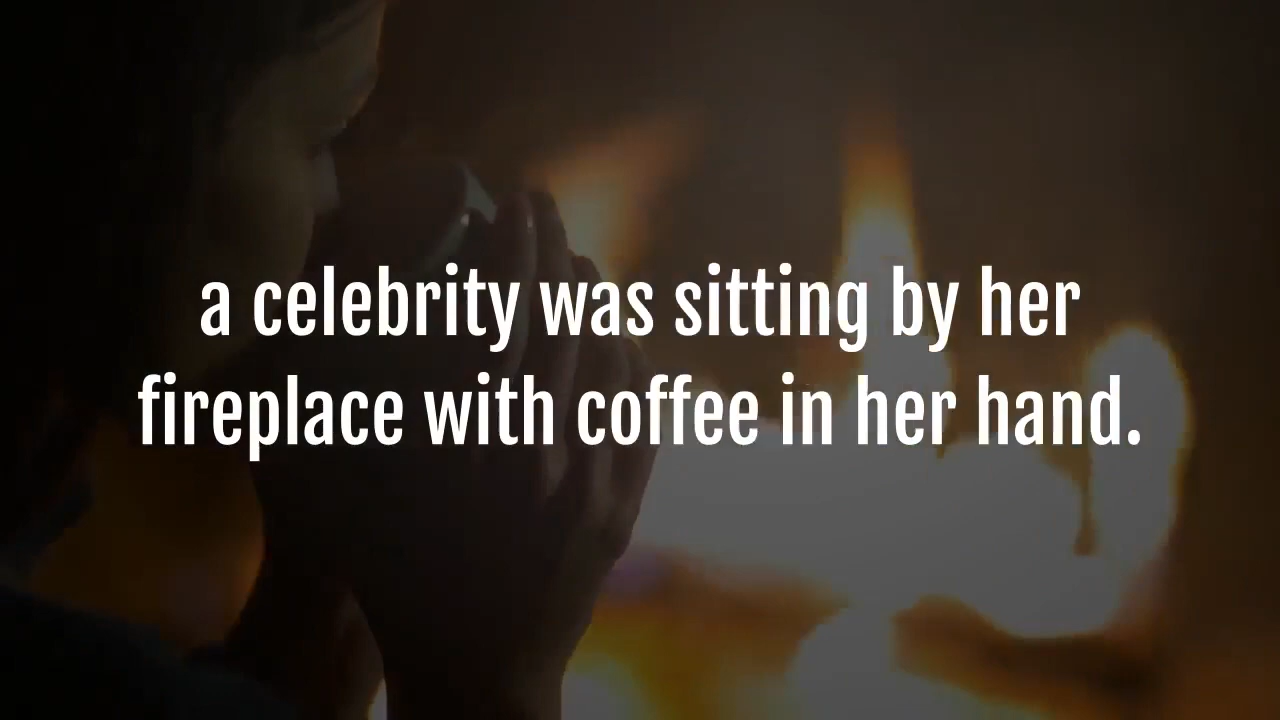 a celebrity was sitting by her
fireplace with coffee in her hand.